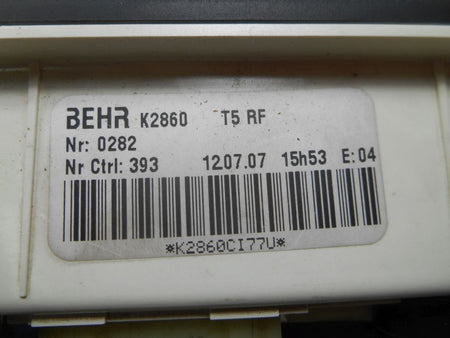 BEHR K2860 T5 RF
Nr: 0282
Nr Ctrl: 393 12.07.07 15h53 E:04
*K2860CI77U*